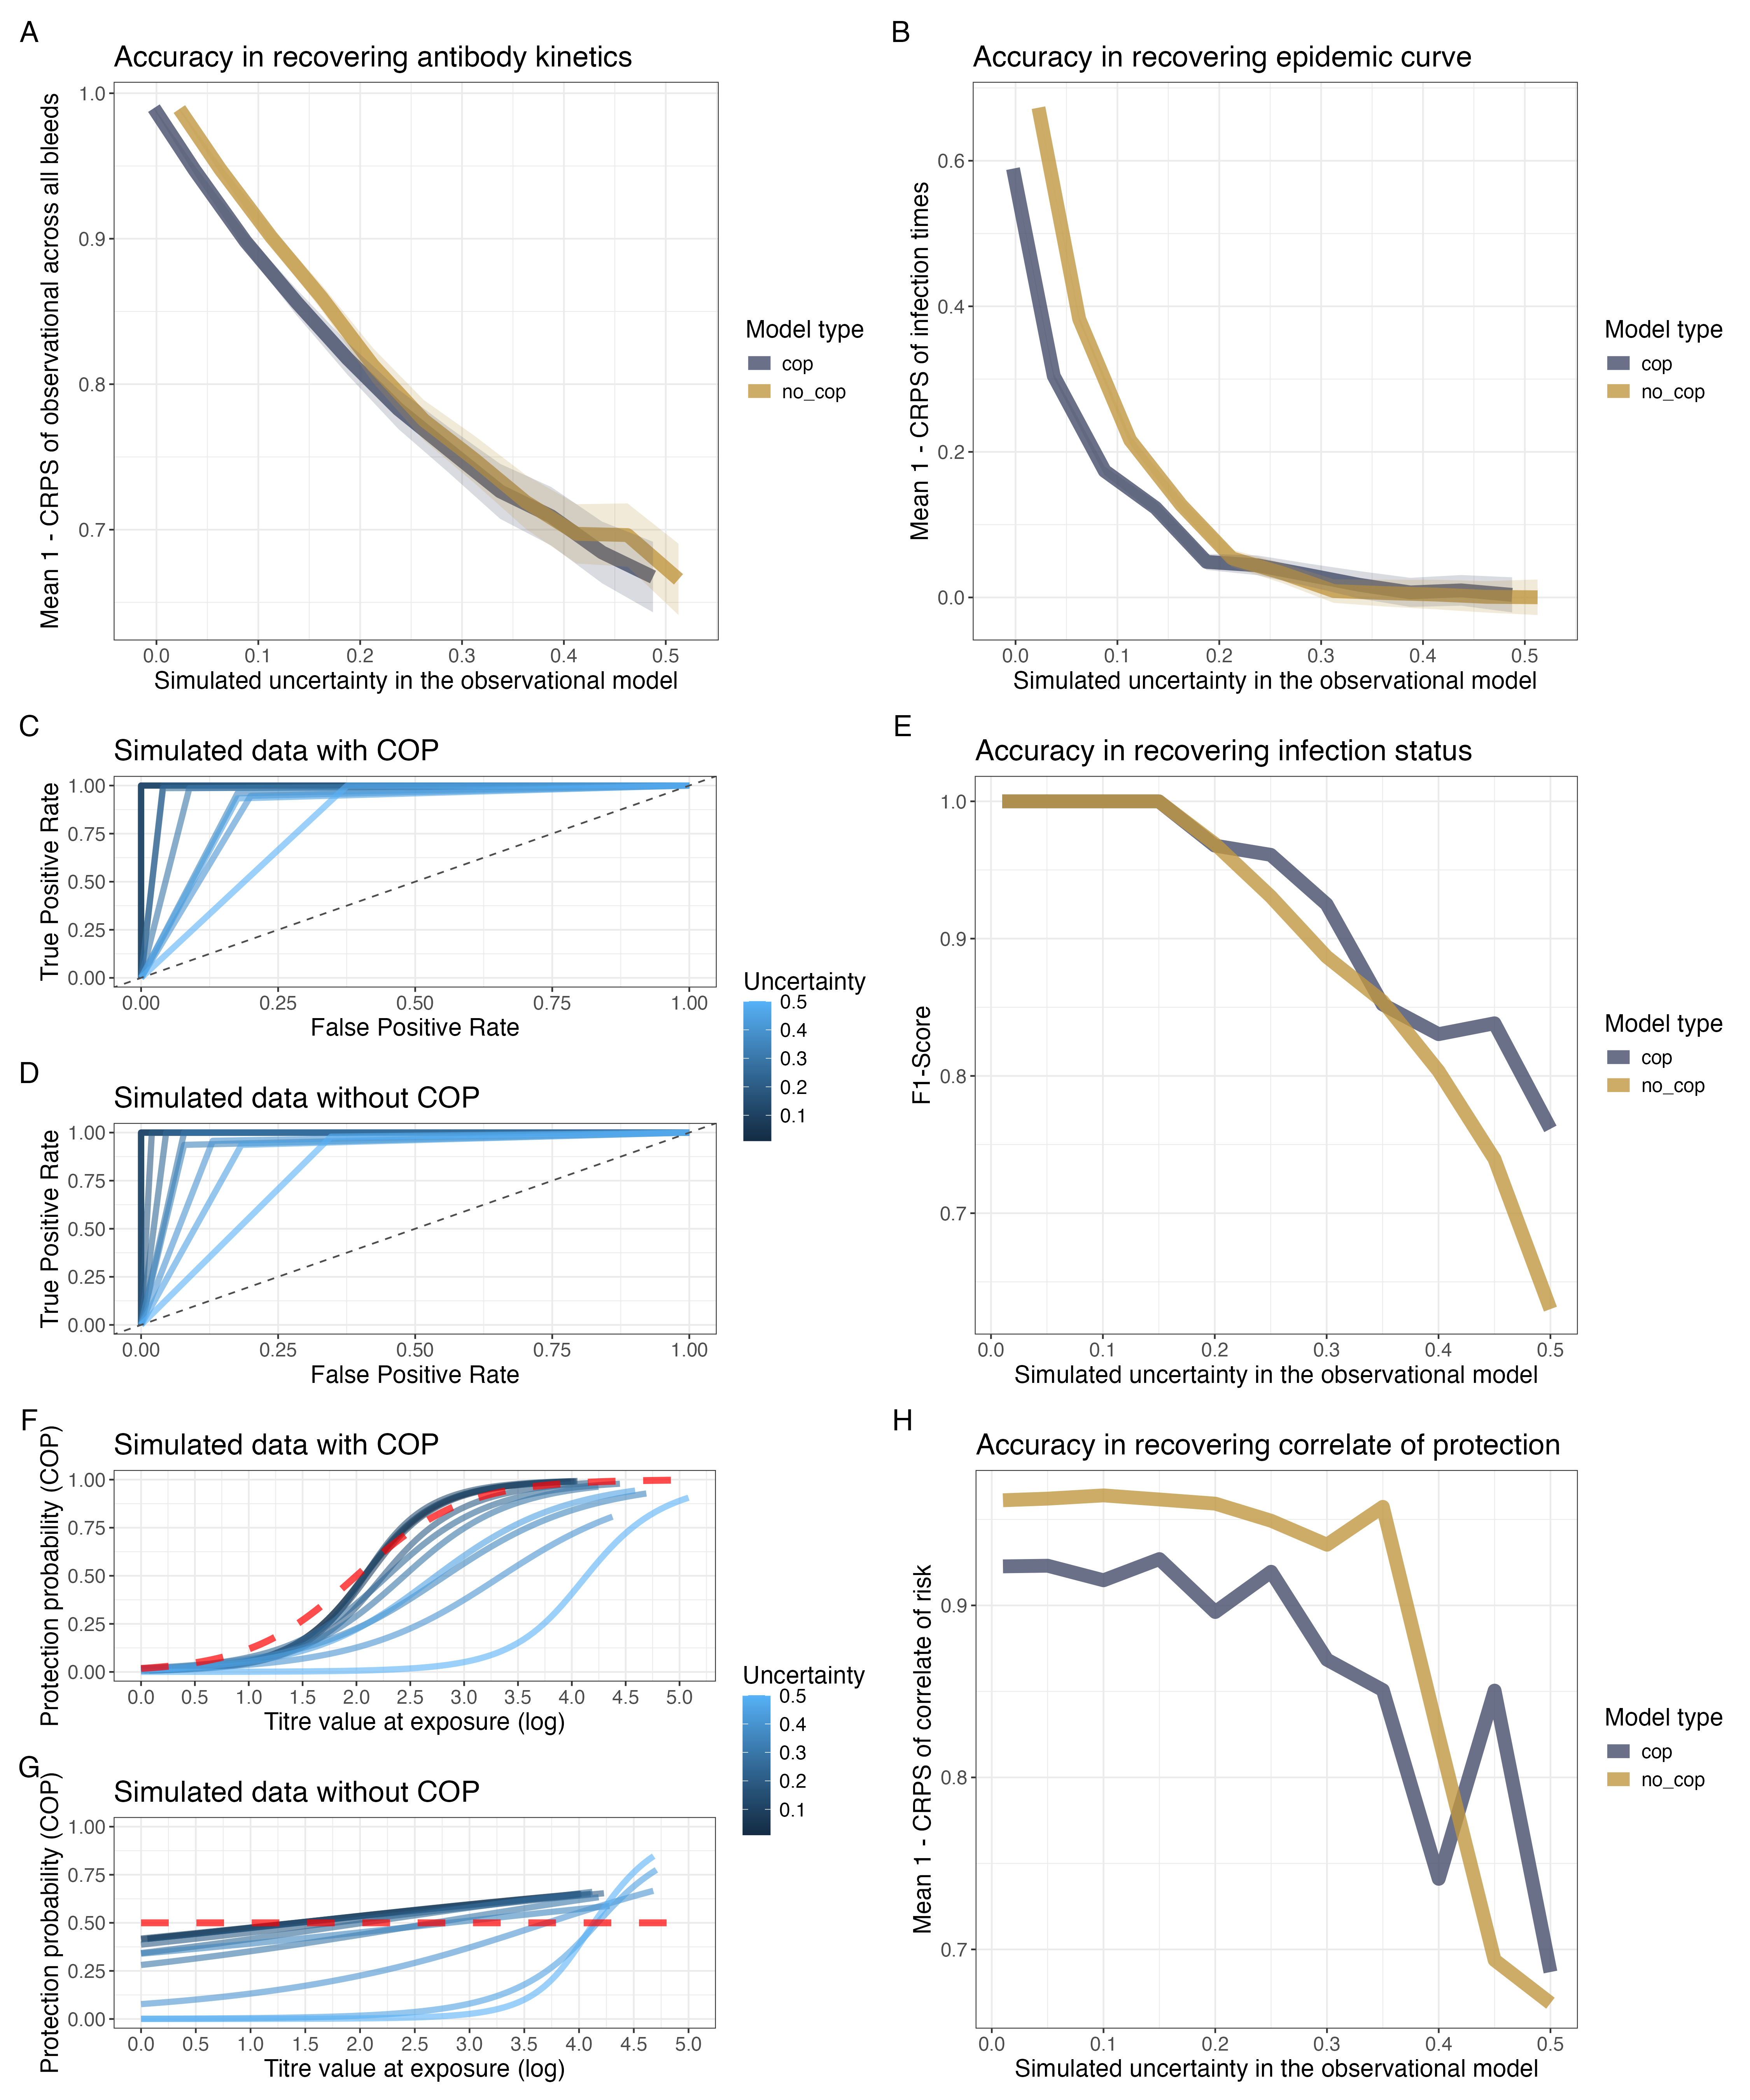 A
Accuracy in recovering antibody kinetics
Mean 1 - CRPS of observational across all bleeds
1.0
0.9
0.8
0.7
0.0 0.1 0.2 0.3 0.4 0.5
Simulated uncertainty in the observational model
Model type
cop
no_cop
B
Accuracy in recovering epidemic curve
Mean 1 - CRPS of infection times
0.6
0.4
0.2
0.0
0.0 0.1 0.2 0.3 0.4 0.5
Simulated uncertainty in the observational model
Model type
cop
no_cop
C
Simulated data with COP
True Positive Rate
1.00
0.75
0.50
0.25
0.00
0.00 0.25 0.50 0.75 1.00
False Positive Rate
D
Simulated data without COP
True Positive Rate
1.00
0.75
0.50
0.25
0.00
0.00 0.25 0.50 0.75 1.00
False Positive Rate
Uncertainty
0.5
0.4
0.3
0.2
0.1
E
Accuracy in recovering infection status
F1-Score
1.0
0.9
0.8
0.7
0.0 0.1 0.2 0.3 0.4 0.5
Simulated uncertainty in the observational model
Model type
cop
no_cop
F
Simulated data with COP
Protection probability (COP)
1.00
0.75
0.50
0.25
0.00
0.0 0.5 1.0 1.5 2.0 2.5 3.0 3.5 4.0 4.5 5.0
Titre value at exposure (log)
G
Simulated data without COP
Protection probability (COP)
1.00
0.75
0.50
0.25
0.00
0.0 0.5 1.0 1.5 2.0 2.5 3.0 3.5 4.0 4.5 5.0
Titre value at exposure (log)
Uncertainty
0.5
0.4
0.3
0.2
0.1
H
Accuracy in recovering correlate of protection
Mean 1 - CRPS of correlate of risk
0.9
0.8
0.7
0.0 0.1 0.2 0.3 0.4 0.5
Simulated uncertainty in the observational model
Model type
cop
no_cop